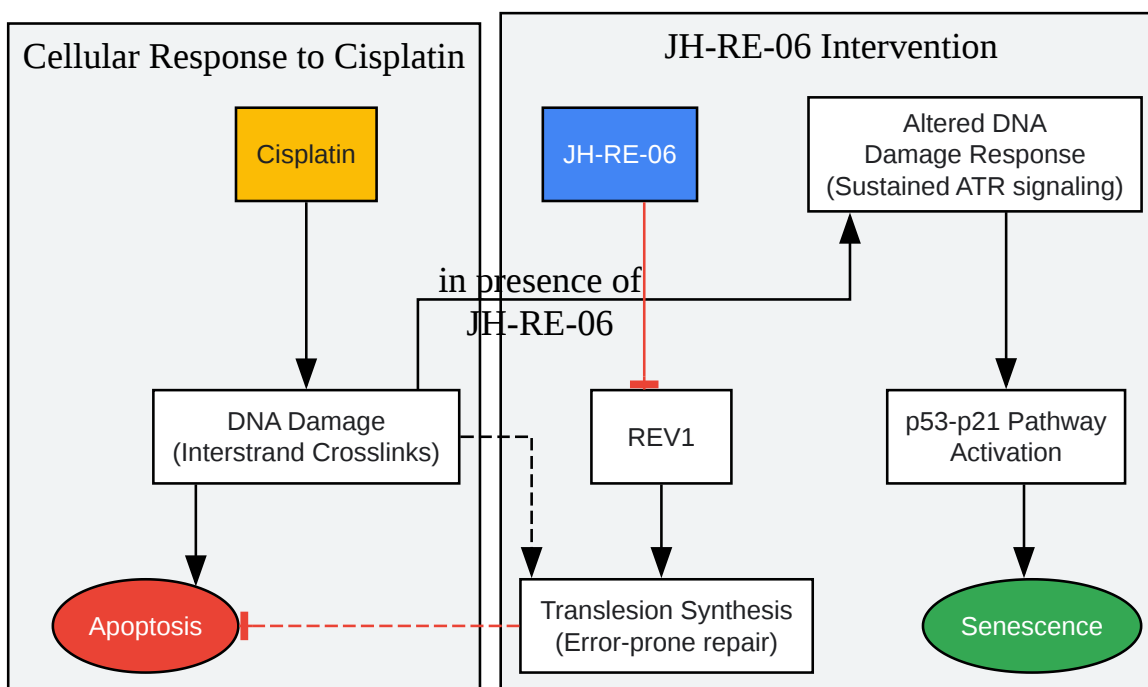 Cellular Response to Cisplatin
JH-RE-06 Intervention
Cisplatin
JH-RE-06
Altered DNA
Damage Response
(Sustained ATR signaling)
in presence of
JH-RE-06
DNA Damage
(Interstrand Crosslinks)
REV1
p53-p21 Pathway
Activation
Apoptosis
Translesion Synthesis
(Error-prone repair)
Senescence